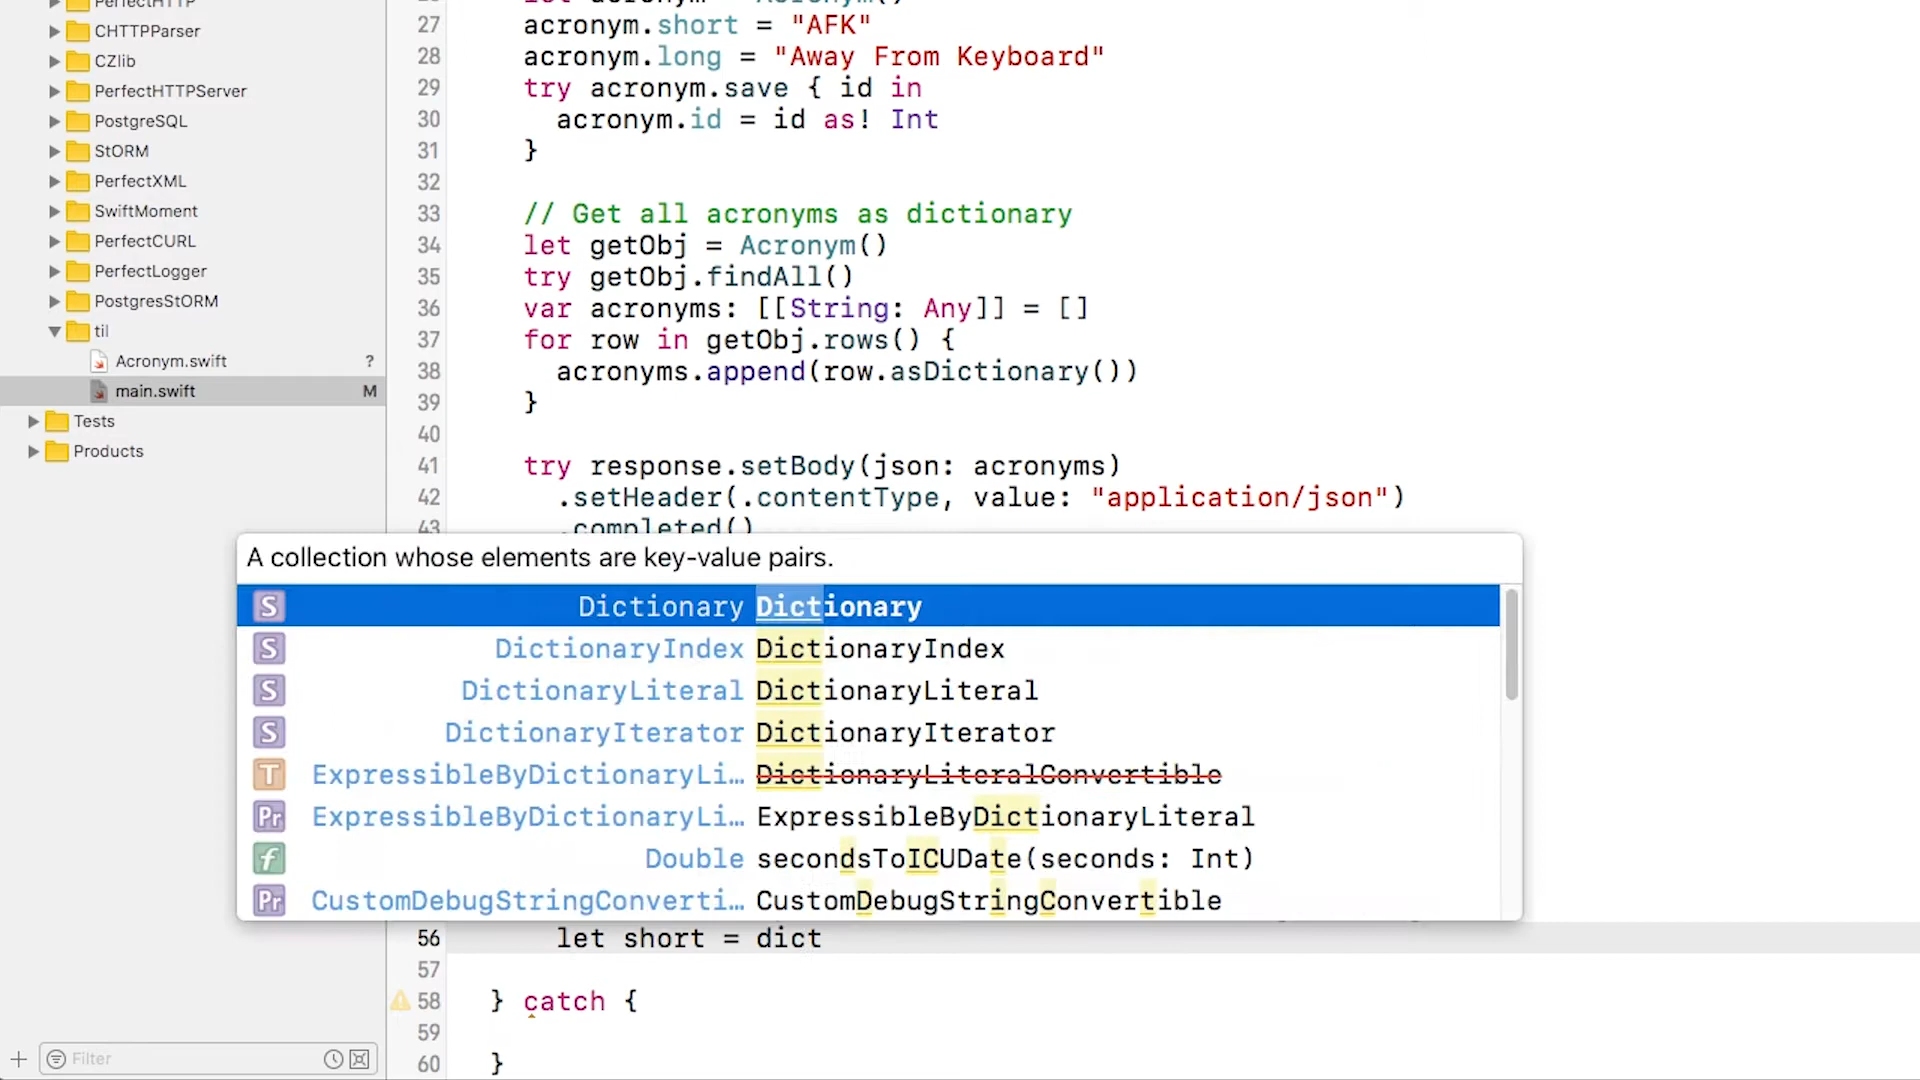 PerfectHTTP
CHTTPParser
CZlib
PerfectHTTPServer
PostgreSQL
StORM
PerfectXML
SwiftMoment
PerfectCURL
PerfectLogger
PostgresStORM
til
Acronym.swift ?
main.swift M
Tests
Products
Filter
27 acronym.short = "AFK"
28 acronym.long = "Away From Keyboard"
29 try acronym.save { id in
30 acronym.id = id as! Int
31 }
32
33 // Get all acronyms as dictionary
34 let getObj = Acronym()
35 try getObj.findAll()
36 var acronyms: [[String: Any]] = []
37 for row in getObj.rows() {
38 acronyms.append(row.asDictionary())
39 }
40
41 try response.setBody(json: acronyms)
42 .setHeader(.contentType, value: "application/json")
43 .completed()
A collection whose elements are key-value pairs.
S Dictionary Dictionary
S DictionaryIndex DictionaryIndex
S DictionaryLiteral DictionaryLiteral
S DictionaryIterator DictionaryIterator
T ExpressibleByDictionaryLi… DictionaryLiteralConvertible
Pr ExpressibleByDictionaryLi… ExpressibleByDictionaryLiteral
f Double secondsToICUDate(seconds: Int)
Pr CustomDebugStringConverti… CustomDebugStringConvertible
56 let short = dict
57
58 } catch {
59
60 }